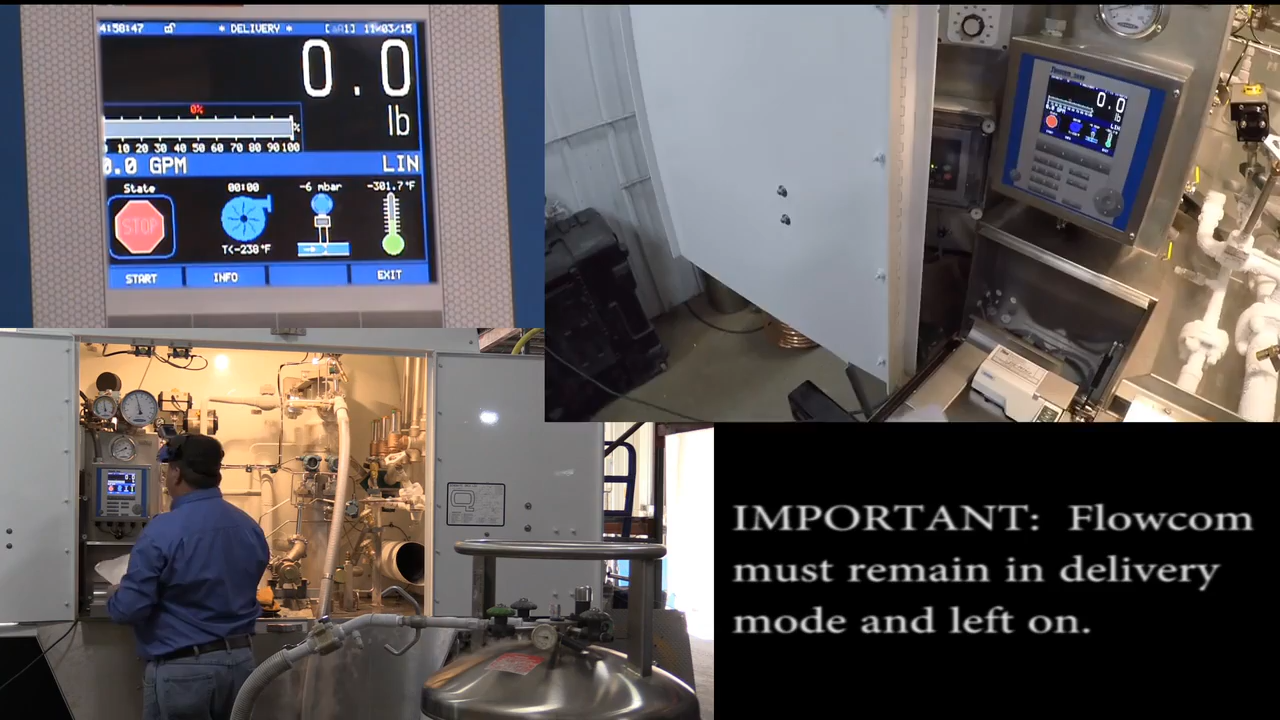 4:58:47 * DELIVERY * [▵A1] 11/03/15
0.0
lb
0%
%
10 20 30 40 50 60 70 80 90 100
0.0 GPM LIN
State 00:00 -6 mbar -301.7°F
STOP
T<-238°F
START INFO EXIT
0.0
lb
LIN
IMPORTANT: Flowcom
must remain in delivery
mode and left on.